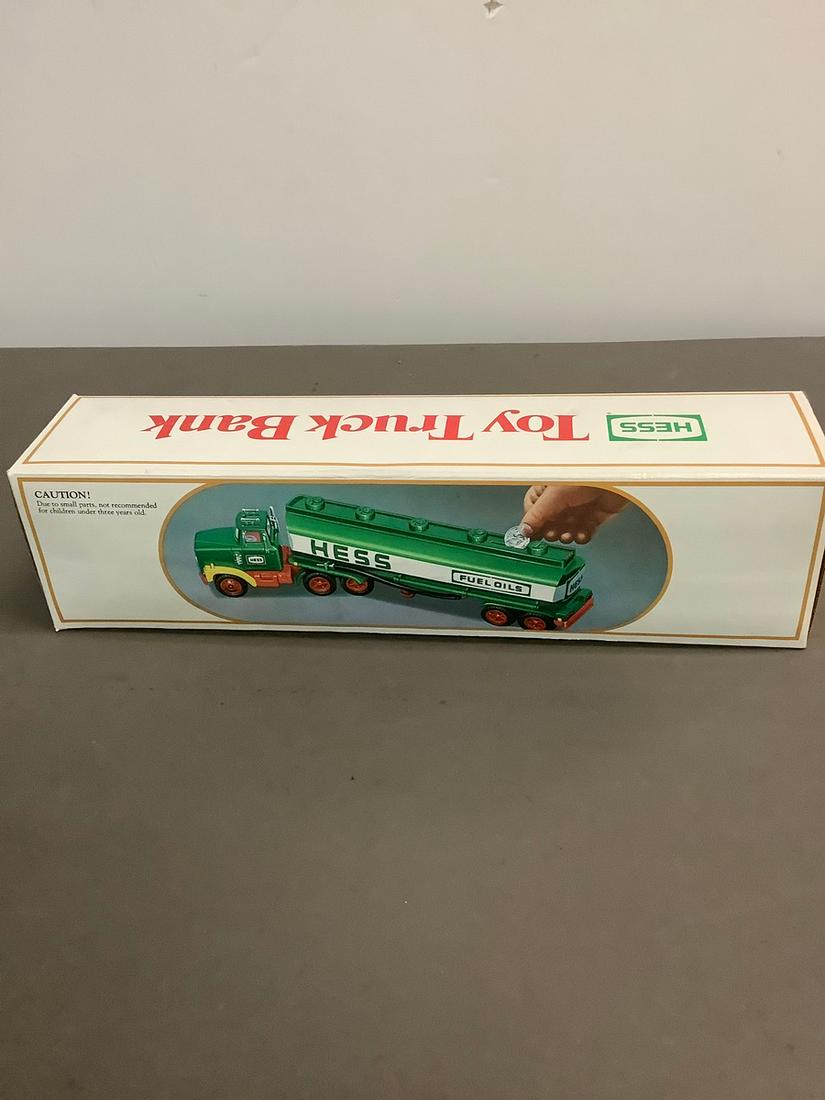 HESS Toy Truck Bank
CAUTION!
Due to small parts, not recommended
for children under three years old.
HESS
FUEL OILS